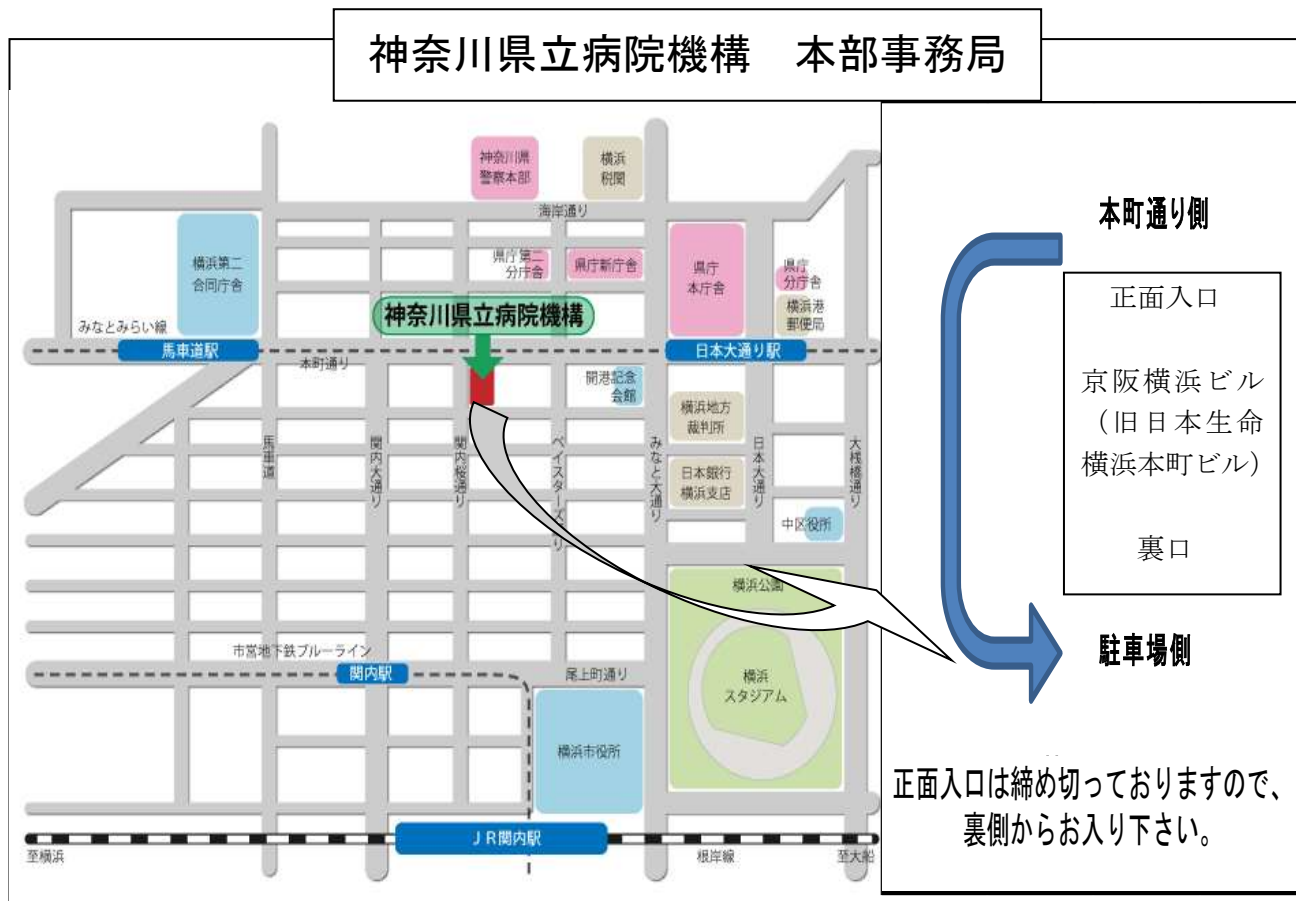 神奈川県立病院機構　本部事務局
神奈川県
警察本部
横浜
税関
海岸通り
横浜第二
合同庁舎
県庁第二
分庁舎
県庁新庁舎
県庁
本庁舎
県庁
分庁舎
横浜港
郵便局
神奈川県立病院機構
みなとみらい線
馬車道駅
本町通り
日本大通り駅
開港記念
会館
横浜地方
裁判所
馬車道
関内大通り
関内桜通り
ベイスターズ通り
みなと大通り
日本大通り
大桟橋通り
日本銀行
横浜支店
中区役所
横浜公園
市営地下鉄ブルーライン
関内駅
尾上町通り
横浜
スタジアム
横浜市役所
ＪＲ関内駅
至横浜
根岸線
至大船
本町通り側
正面入口
京阪横浜ビル
（旧日本生命
横浜本町ビル）
裏口
駐車場側
正面入口は締め切っておりますので、
裏側からお入り下さい。